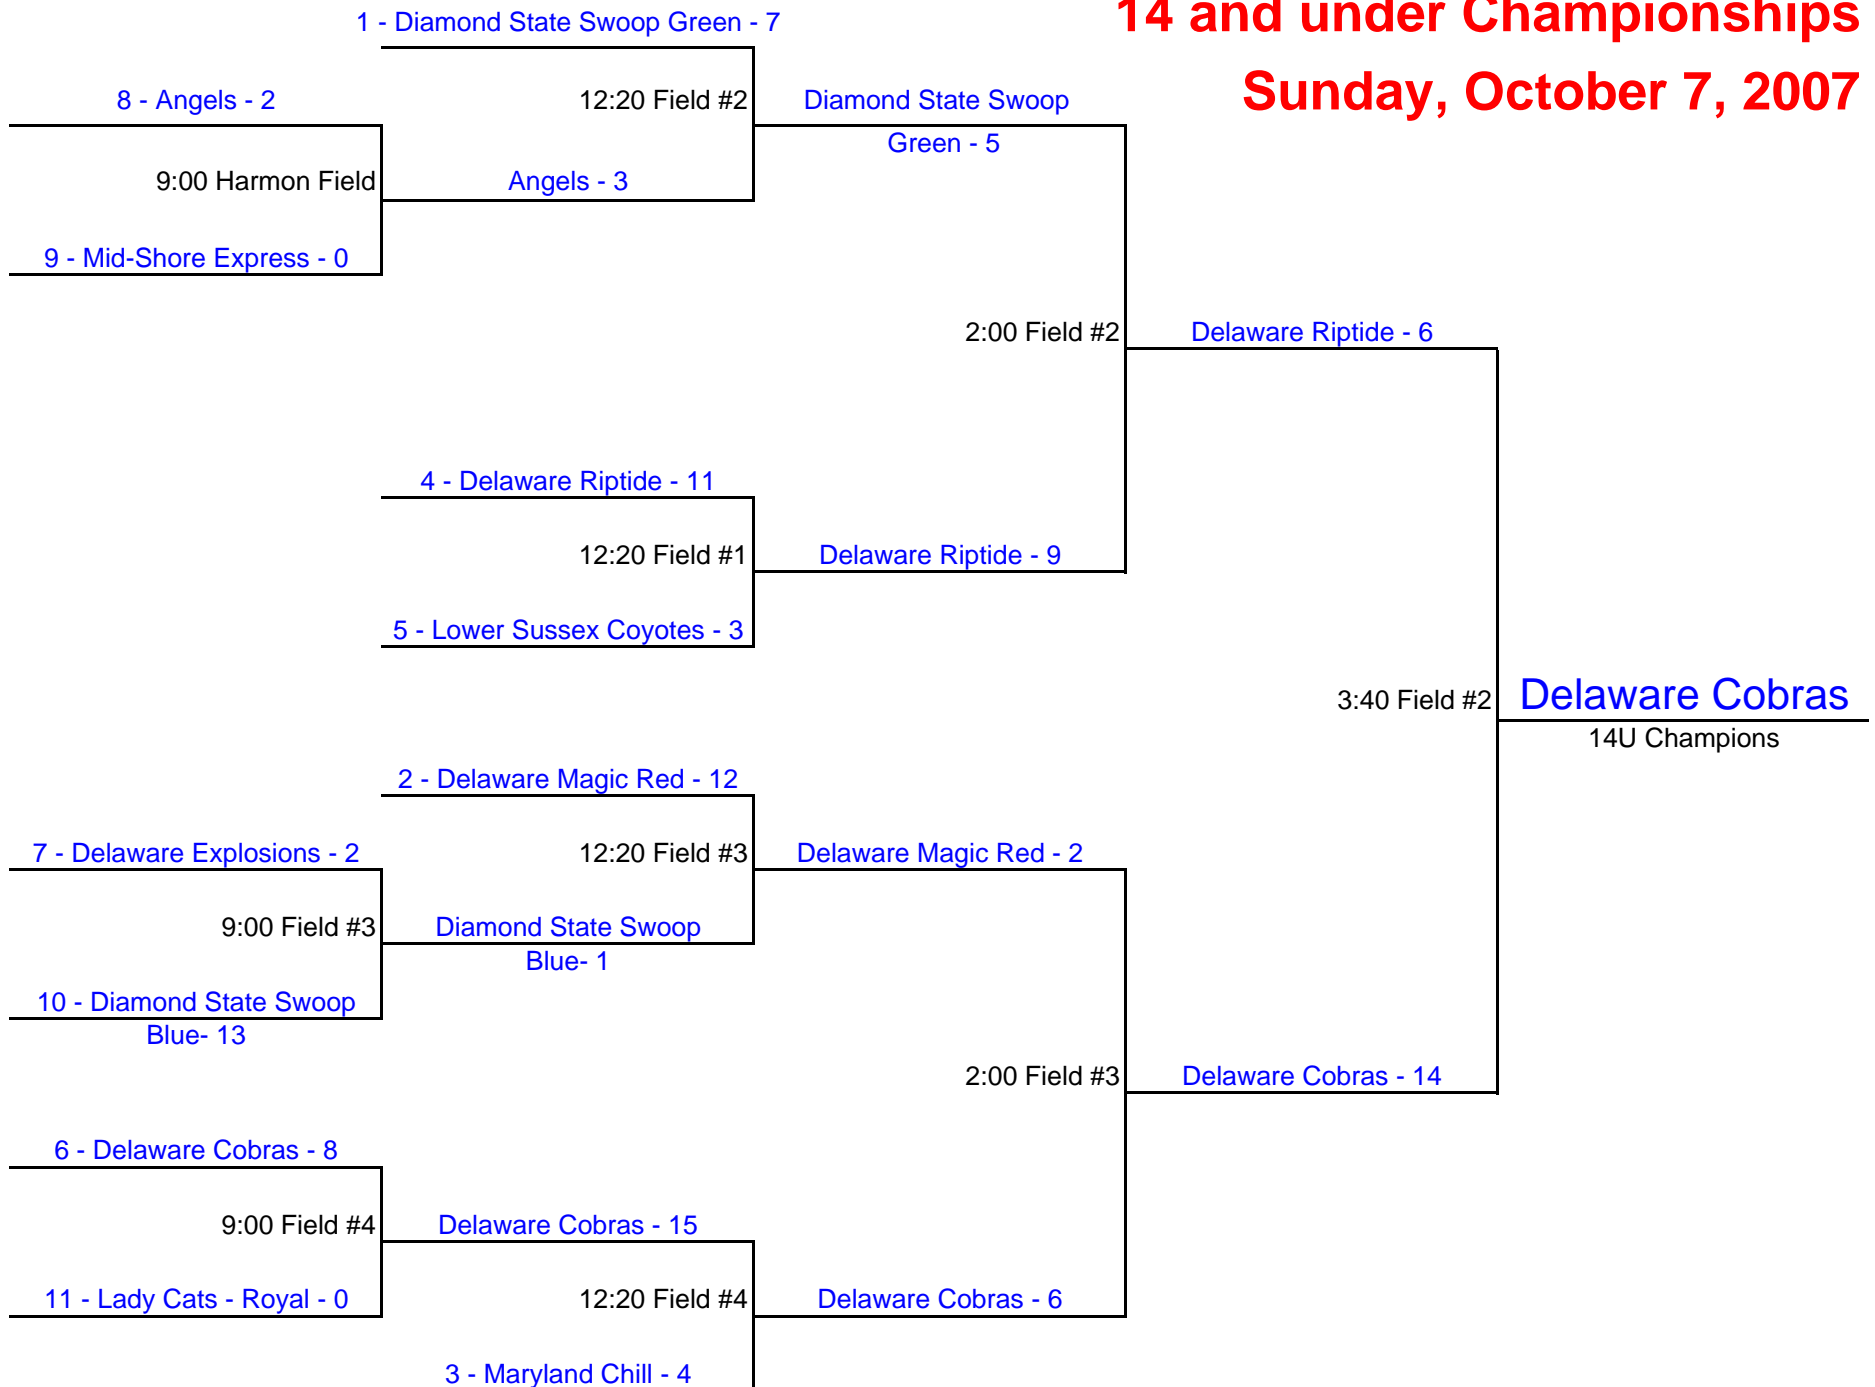 14 and under Championships
Sunday, October 7, 2007
1 - Diamond State Swoop Green - 7
8 - Angels - 2
12:20 Field #2
Diamond State Swoop
Green - 5
9:00 Harmon Field
Angels - 3
9 - Mid-Shore Express - 0
2:00 Field #2
Delaware Riptide - 6
4 - Delaware Riptide - 11
12:20 Field #1
Delaware Riptide - 9
5 - Lower Sussex Coyotes - 3
3:40 Field #2
Delaware Cobras
14U Champions
2 - Delaware Magic Red - 12
7 - Delaware Explosions - 2
12:20 Field #3
Delaware Magic Red - 2
9:00 Field #3
Diamond State Swoop
Blue- 1
10 - Diamond State Swoop
Blue- 13
2:00 Field #3
Delaware Cobras - 14
6 - Delaware Cobras - 8
9:00 Field #4
Delaware Cobras - 15
11 - Lady Cats - Royal - 0
12:20 Field #4
Delaware Cobras - 6
3 - Maryland Chill - 4